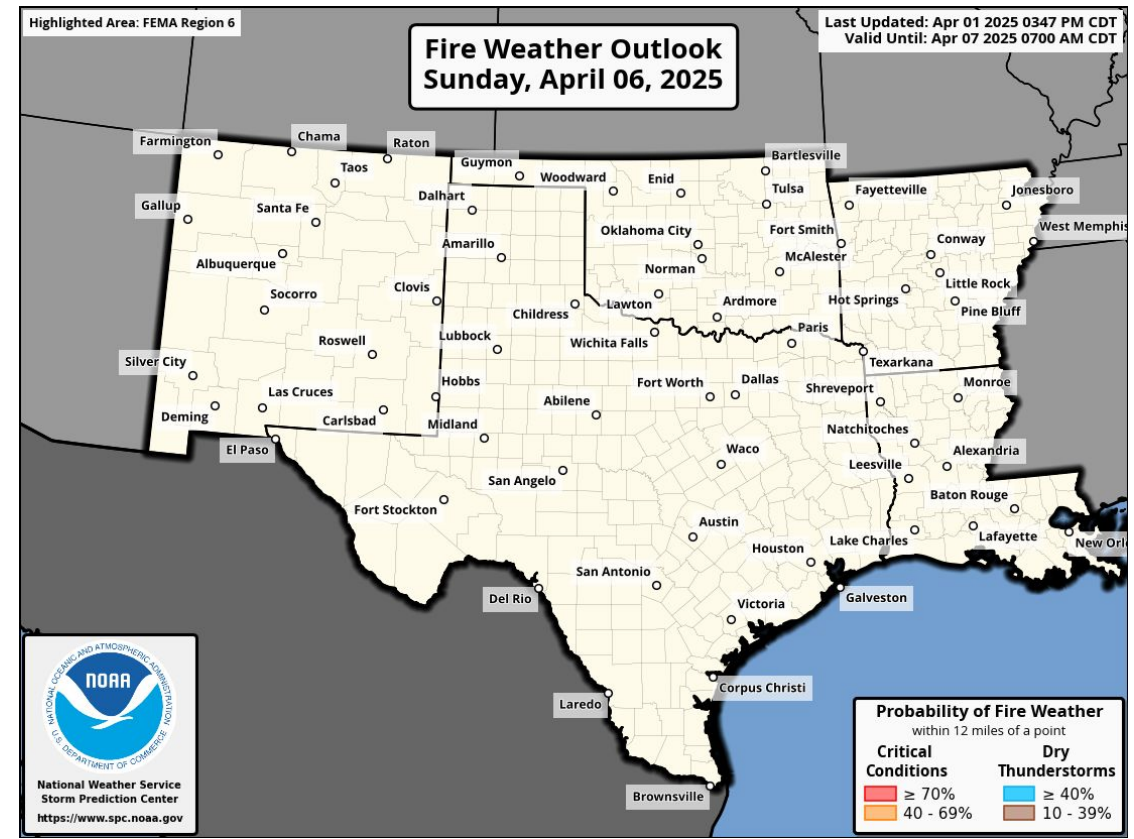 Highlighted Area: FEMA Region 6
Fire Weather Outlook
Sunday, April 06, 2025
Last Updated: Apr 01 2025 0347 PM CDT
Valid Until: Apr 07 2025 0700 AM CDT
Farmington
Chama
Raton
Taos
Guymon
Woodward
Enid
Bartlesville
Tulsa
Fayetteville
Jonesboro
Gallup
Santa Fe
Dalhart
Oklahoma City
Fort Smith
West Memphis
Albuquerque
Amarillo
Norman
McAlester
Conway
Socorro
Clovis
Childress
Lawton
Ardmore
Hot Springs
Little Rock
Pine Bluff
Roswell
Lubbock
Wichita Falls
Paris
Texarkana
Silver City
Las Cruces
Hobbs
Fort Worth
Dallas
Shreveport
Monroe
Deming
Carlsbad
Midland
Abilene
Natchitoches
El Paso
San Angelo
Waco
Leesville
Alexandria
Fort Stockton
Austin
Baton Rouge
Houston
Lake Charles
Lafayette
New Orl
San Antonio
Del Rio
Victoria
Galveston
Laredo
Corpus Christi
Brownsville
NATIONAL OCEANIC AND ATMOSPHERIC ADMINISTRATION
NOAA
U.S. DEPARTMENT OF COMMERCE
National Weather Service
Storm Prediction Center
https://www.spc.noaa.gov
Probability of Fire Weather
within 12 miles of a point
Critical Conditions
≥ 70%
40 - 69%
Dry Thunderstorms
≥ 40%
10 - 39%